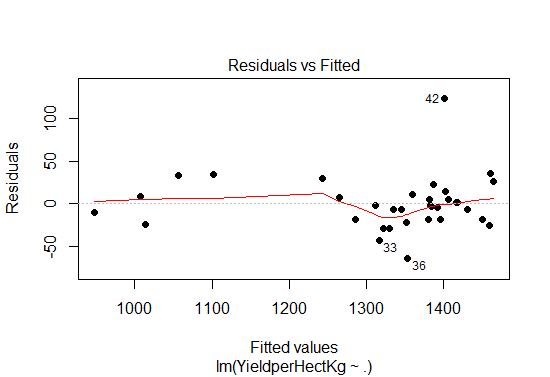 Residuals vs Fitted
Residuals
100
50
0
-50
42
33
36
1000 1100 1200 1300 1400
Fitted values
lm(YieldperHectKg ~ .)